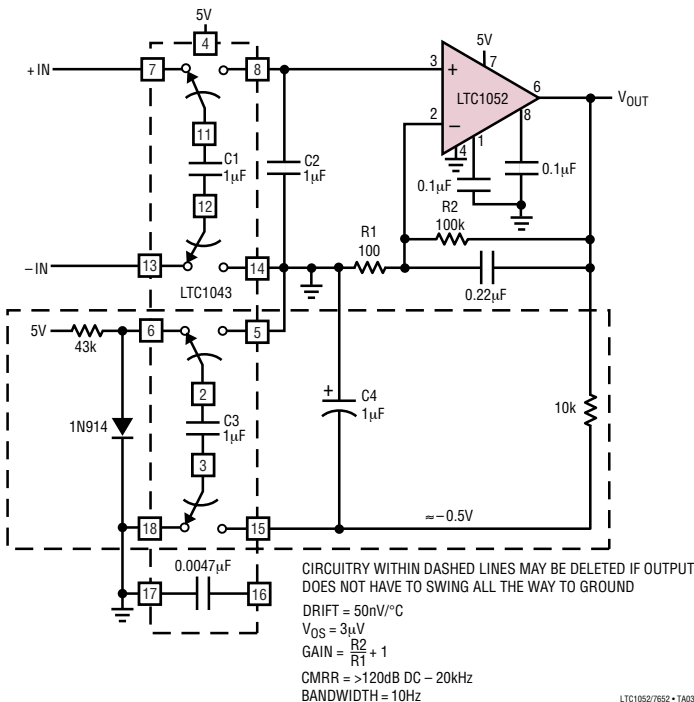 5V
4
+IN
7
8
11
C1
1µF
12
C2
1µF
–IN
13
14
LTC1043
3
+
5V
7
LTC1052
6
VOUT
2
–
8
4
1
0.1µF
0.1µF
R2
100k
R1
100
0.22µF
5V
43k
6
5
2
C3
1µF
3
1N914
+
C4
1µF
10k
18
15
≈ –0.5V
0.0047µF
17
16
CIRCUITRY WITHIN DASHED LINES MAY BE DELETED IF OUTPUT
DOES NOT HAVE TO SWING ALL THE WAY TO GROUND
DRIFT = 50nV/°C
VOS = 3µV
GAIN = R2/R1 + 1
CMRR = >120dB DC – 20kHz
BANDWIDTH = 10Hz
LTC1052/7652 • TA03